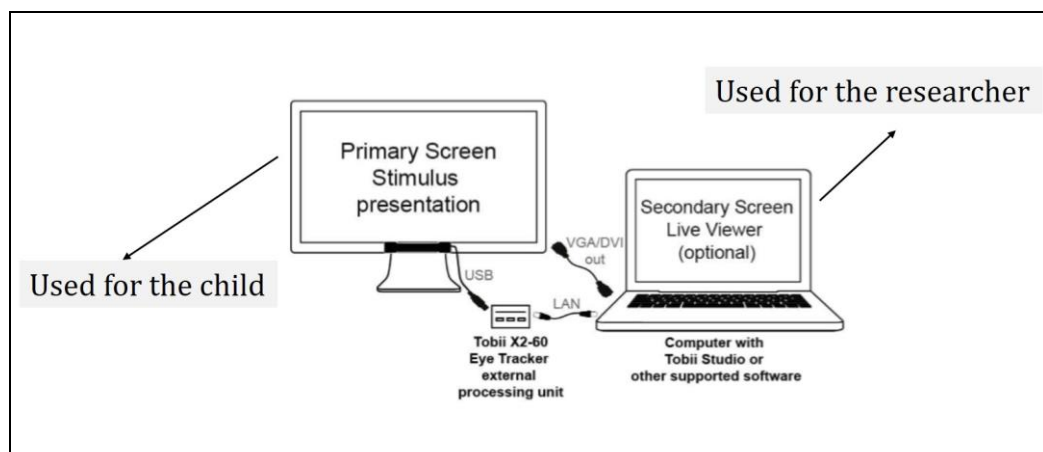 Used for the researcher
Primary Screen
Stimulus
presentation
Secondary Screen
Live Viewer
(optional)
VGA/DVI
out
Used for the child
USB
LAN
Tobii X2-60
Eye Tracker
external
processing unit
Computer with
Tobii Studio or
other supported software